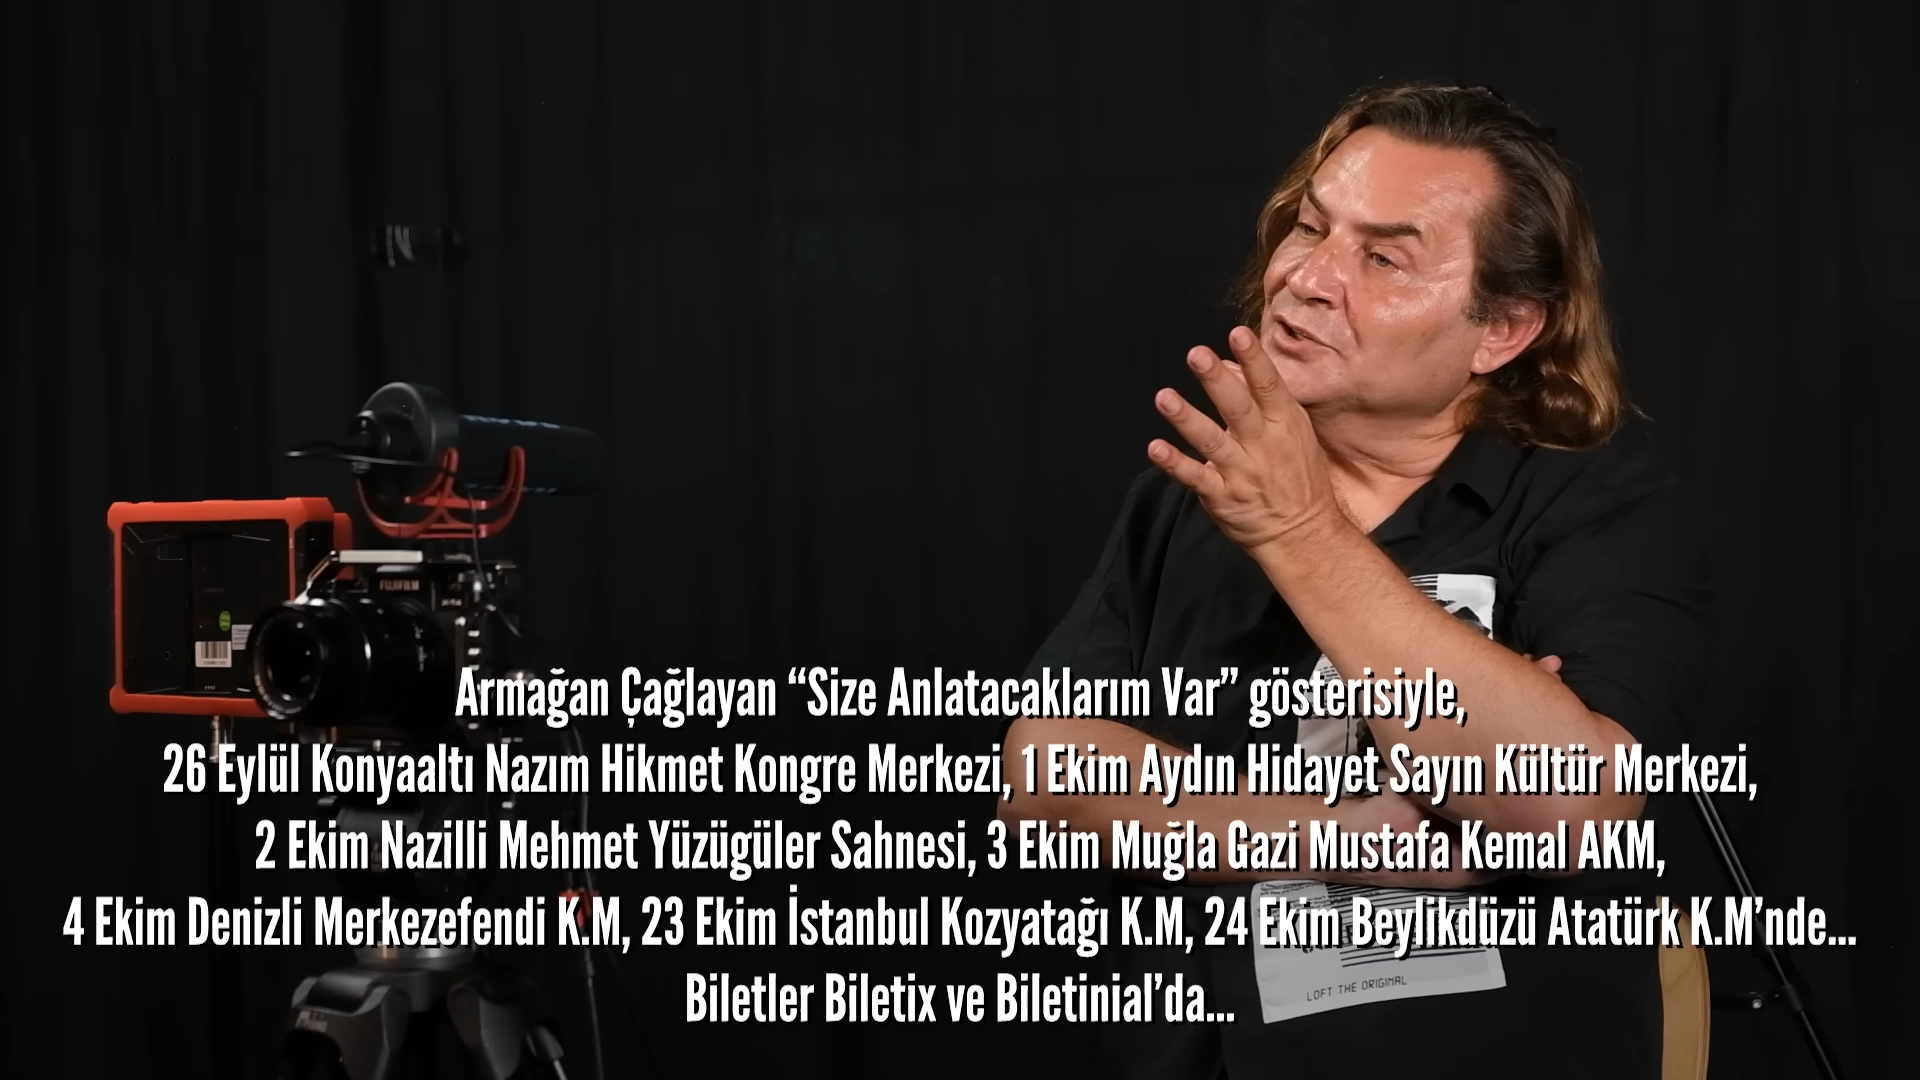 FUJIFILM
Armağan Çağlayan “Size Anlatacaklarım Var” gösterisiyle,
26 Eylül Konyaaltı Nazım Hikmet Kongre Merkezi, 1 Ekim Aydın Hidayet Sayın Kültür Merkezi,
2 Ekim Nazilli Mehmet Yüzügüler Sahnesi, 3 Ekim Muğla Gazi Mustafa Kemal AKM,
4 Ekim Denizli Merkezefendi K.M, 23 Ekim İstanbul Kozyatağı K.M, 24 Ekim Beylikdüzü Atatürk K.M’nde...
LOFT THE ORIGINAL
Biletler Biletix ve Biletinial’da...